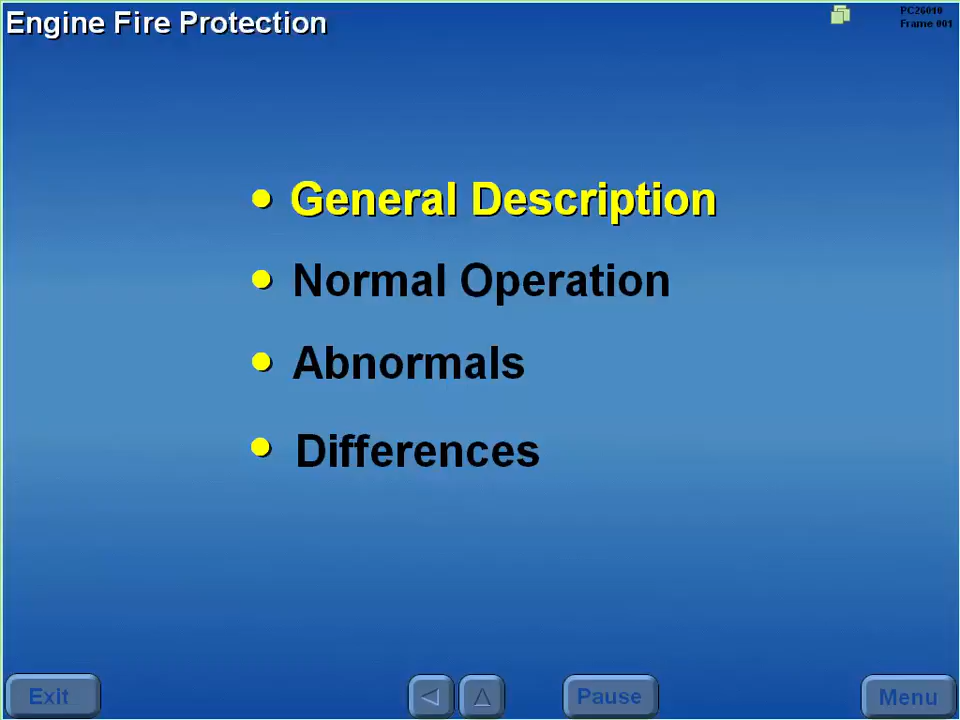 Engine Fire Protection
PC26010
Frame 001
• General Description
• Normal Operation
• Abnormals
• Differences
Exit
Pause
Menu